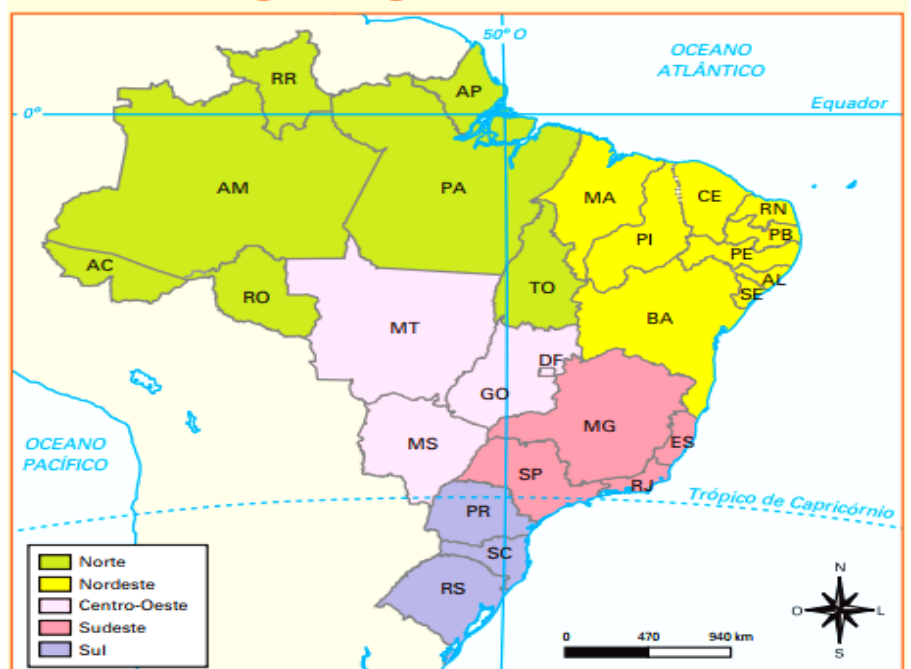 50° O
OCEANO
ATLÂNTICO
RR
AP
0°
Equador
AM
PA
MA
CE
RN
PB
PI
PE
AL
SE
AC
RO
TO
BA
MT
DF
GO
MG
ES
MS
SP
RJ
OCEANO
PACÍFICO
Trópico de Capricórnio
PR
SC
RS
Norte
Nordeste
Centro-Oeste
Sudeste
Sul
N
O
L
S
0 470 940 km